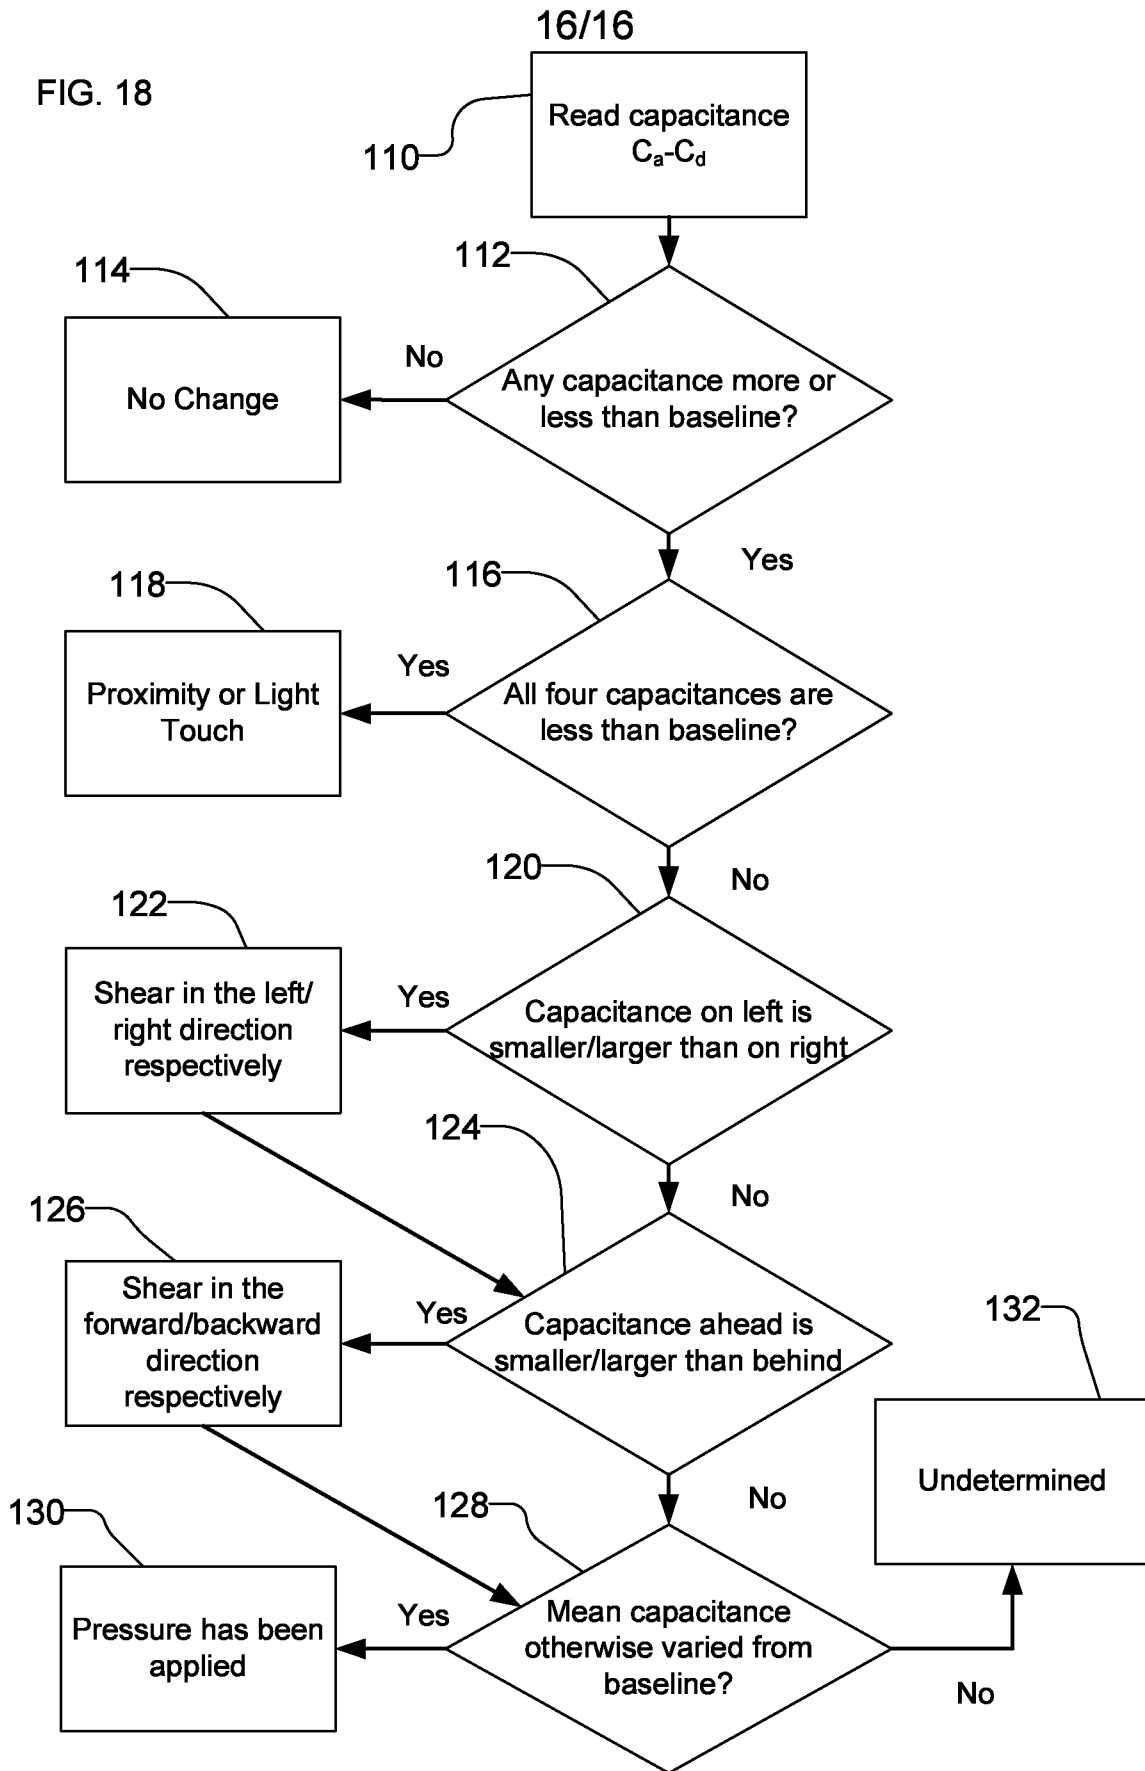 16/16
FIG. 18
Read capacitance
Ca-Cd
110
112
114
No
No Change
Any capacitance more or
less than baseline?
Yes
116
118
Yes
Proximity or Light
Touch
All four capacitances are
less than baseline?
No
120
122
Yes
Shear in the left/
right direction
respectively
Capacitance on left is
smaller/larger than on right
No
124
126
Yes
Shear in the
forward/backward
direction
respectively
Capacitance ahead is
smaller/larger than behind
132
Undetermined
No
128
130
Yes
Pressure has been
applied
Mean capacitance
otherwise varied from
baseline?
No